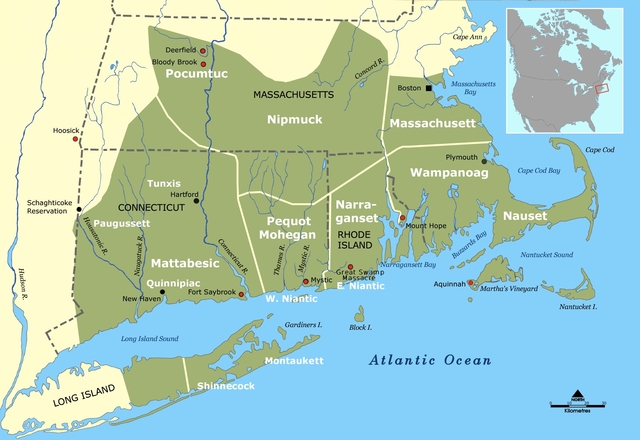 Cape Ann
Deerfield
Bloody Brook
Pocumtuc
Concord R.
MASSACHUSETTS
Boston
Massachusetts
Bay
Nipmuck
Massachusett
Hoosick
Plymouth
Cape Cod
Wampanoag
Cape Cod Bay
Tunxis
Hartford
Schaghticoke
Reservation
CONNECTICUT
Narra-
ganset
Nauset
Paugussett
Pequot
Mohegan
Mount Hope
RHODE
ISLAND
Housatonic R.
Naugatuck R.
Connecticut R.
Thames R.
Mystic R.
Buzzards Bay
Nantucket Sound
Mattabesic
Narragansett Bay
Great Swamp
Massacre
Hudson R.
Quinnipiac
Mystic
E. Niantic
Aquinnah
Martha's Vineyard
New Haven
Fort Saybrook
W. Niantic
Nantucket I.
Gardiners I.
Block I.
Long Island Sound
Montaukett
Atlantic Ocean
LONG ISLAND
Shinnecock
NORTH
Kilometres